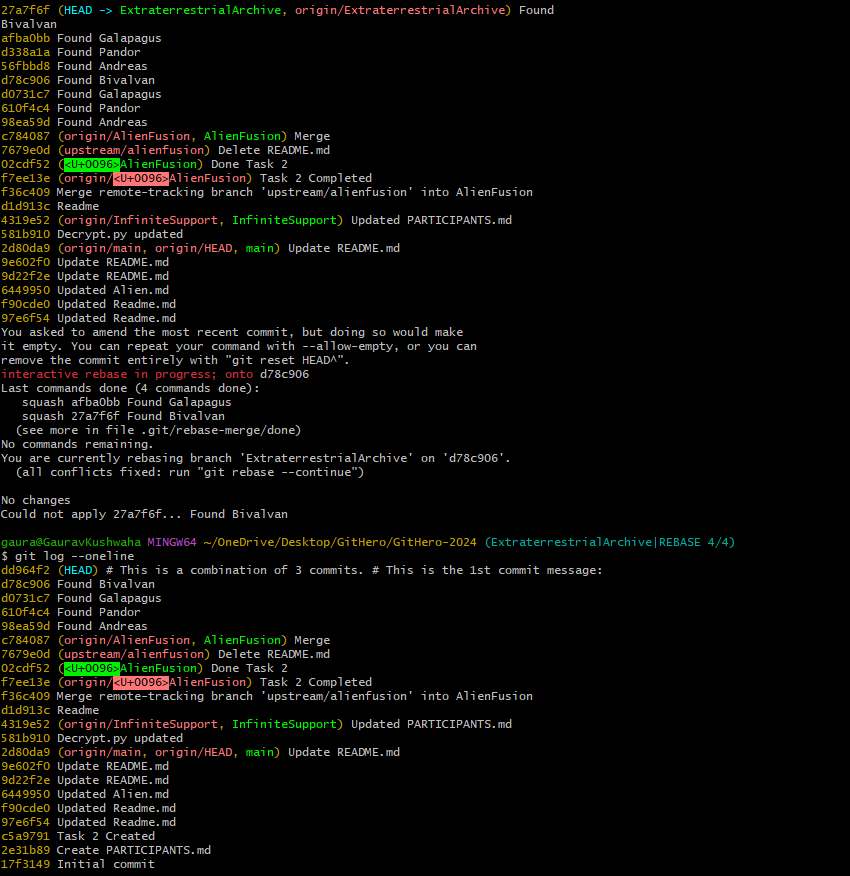 27a7f6f (HEAD -> ExtraterrestrialArchive, origin/ExtraterrestrialArchive) Found
Bivalvan
afba0bb Found Galapagus
d338a1a Found Pandor
56fbbd8 Found Andreas
d78c906 Found Bivalvan
d0731c7 Found Galapagus
610f4c4 Found Pandor
98ea59d Found Andreas
c784087 (origin/AlienFusion, AlienFusion) Merge
7679e0d (upstream/alienfusion) Delete README.md
02cdf52 (<U+0096>AlienFusion) Done Task 2
f7ee13e (origin/<U+0096>AlienFusion) Task 2 Completed
f36c409 Merge remote-tracking branch 'upstream/alienfusion' into AlienFusion
d1d913c Readme
4319e52 (origin/InfiniteSupport, InfiniteSupport) Updated PARTICIPANTS.md
581b910 Decrypt.py updated
2d80da9 (origin/main, origin/HEAD, main) Update README.md
9e602f0 Update README.md
9d22f2e Update README.md
6449950 Updated Alien.md
f90cde0 Updated Readme.md
97e6f54 Updated Readme.md
You asked to amend the most recent commit, but doing so would make
it empty. You can repeat your command with --allow-empty, or you can
remove the commit entirely with "git reset HEAD^".
interactive rebase in progress; onto d78c906
Last commands done (4 commands done):
squash afba0bb Found Galapagus
squash 27a7f6f Found Bivalvan
(see more in file .git/rebase-merge/done)
No commands remaining.
You are currently rebasing branch 'ExtraterrestrialArchive' on 'd78c906'.
(all conflicts fixed: run "git rebase --continue")
No changes
Could not apply 27a7f6f... Found Bivalvan
gaura@GauravKushwaha MINGW64 ~/OneDrive/Desktop/GitHero/GitHero-2024 (ExtraterrestrialArchive|REBASE 4/4)
$ git log --oneline
dd964f2 (HEAD) # This is a combination of 3 commits. # This is the 1st commit message:
d78c906 Found Bivalvan
d0731c7 Found Galapagus
610f4c4 Found Pandor
98ea59d Found Andreas
c784087 (origin/AlienFusion, AlienFusion) Merge
7679e0d (upstream/alienfusion) Delete README.md
02cdf52 (<U+0096>AlienFusion) Done Task 2
f7ee13e (origin/<U+0096>AlienFusion) Task 2 Completed
f36c409 Merge remote-tracking branch 'upstream/alienfusion' into AlienFusion
d1d913c Readme
4319e52 (origin/InfiniteSupport, InfiniteSupport) Updated PARTICIPANTS.md
581b910 Decrypt.py updated
2d80da9 (origin/main, origin/HEAD, main) Update README.md
9e602f0 Update README.md
9d22f2e Update README.md
6449950 Updated Alien.md
f90cde0 Updated Readme.md
97e6f54 Updated Readme.md
c5a9791 Task 2 Created
2e31b89 Create PARTICIPANTS.md
17f3149 Initial commit